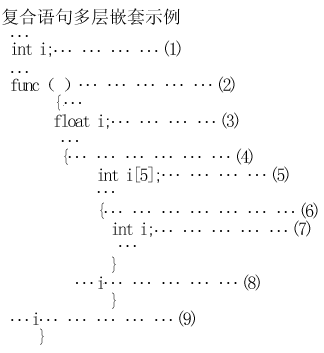 复合语句多层嵌套示例
…
int i;… … … …(1)
…
func ( ) … … … … …(2)
{…
float i;… … … …(3)
…
{… … … … … …(4)
int i[5];… … … …(5)
…
{… … … … … … …(6)
int i;… … … … …(7)
…
}
…i… … … … …(8)
}
…i… … … … …(9)
}